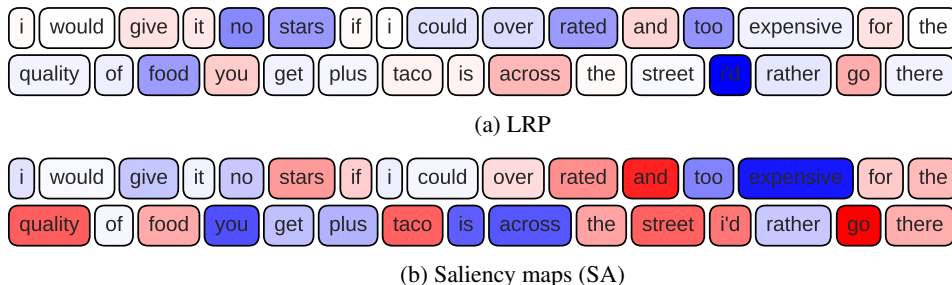 i would give it no stars if i could over rated and too expensive for the
quality of food you get plus taco is across the street i'd rather go there
(a) LRP
i would give it no stars if i could over rated and too expensive for the
quality of food you get plus taco is across the street i'd rather go there
(b) Saliency maps (SA)